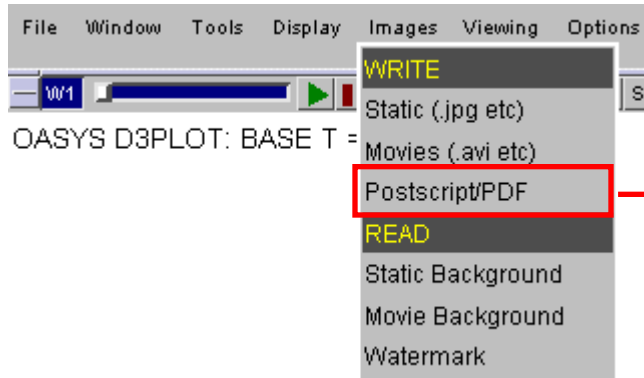 File Window Tools Display Images Viewing Options
WRITE
W1
Static (.jpg etc)
OASYS D3PLOT: BASE T =
Movies (.avi etc)
Postscript/PDF
READ
Static Background
Movie Background
Watermark